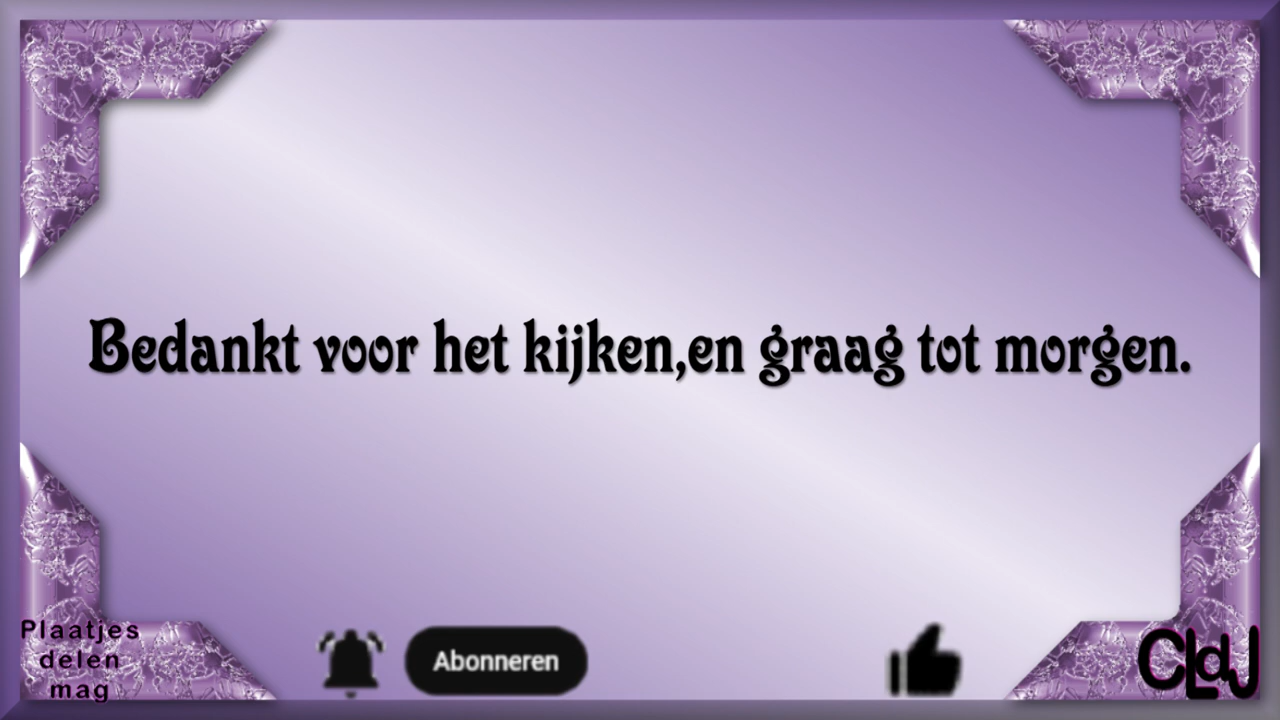 Bedankt voor het kijken,en graag tot morgen.
Plaatjes
delen
mag
Abonneren
CLdJ